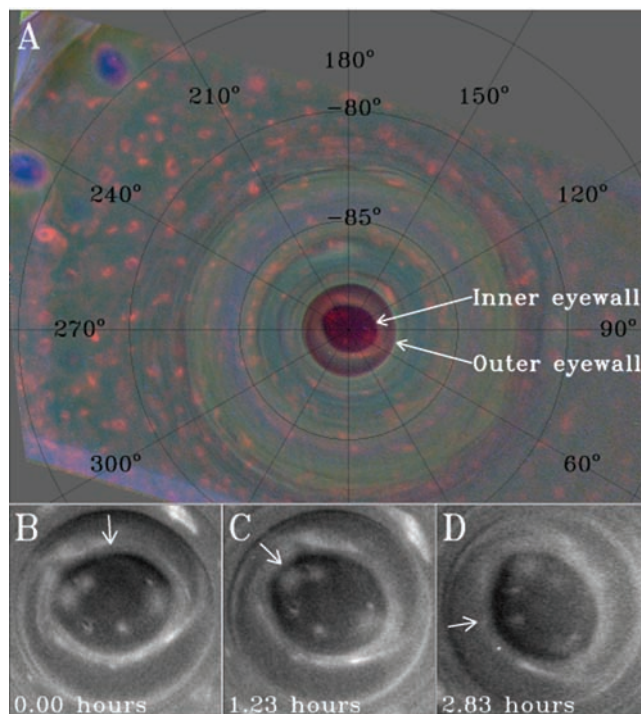 A
180°
210°
150°
-80°
240°
120°
-85°
Inner eyewall
270°
90°
Outer eyewall
300°
60°
B
C
D
0.00 hours
1.23 hours
2.83 hours